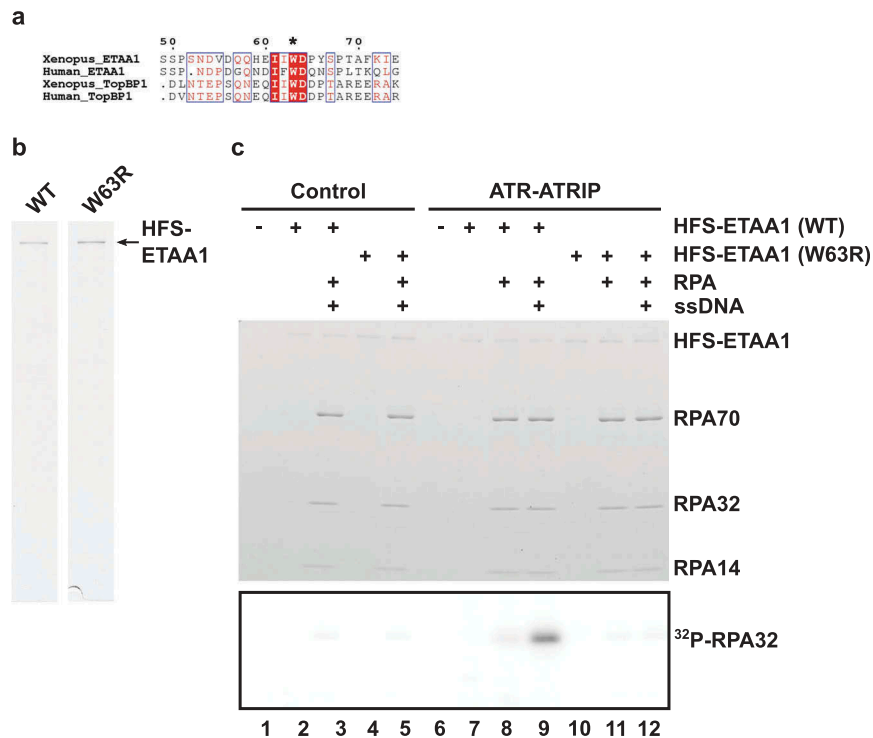 a
50 60 * 70
Xenopus_ETAA1 SSPSNDVDQQHEIIWDPYSPTAFKIE
Human_ETAA1 SSP.NDPDGQNDIFWDQNSPLTKQLG
Xenopus_TopBP1 .DLNTEPSQNEQIIWDDPTAREERAK
Human_TopBP1 .DVNTEPSQNEQIIWDDPTAREERAR
b
WT W63R
HFS-
ETAA1
c
Control ATR-ATRIP
- + + - + + + HFS-ETAA1 (WT)
+ + + + + HFS-ETAA1 (W63R)
+ + + + + + RPA
+ + + + ssDNA
HFS-ETAA1
RPA70
RPA32
RPA14
³²P-RPA32
1 2 3 4 5 6 7 8 9 10 11 12